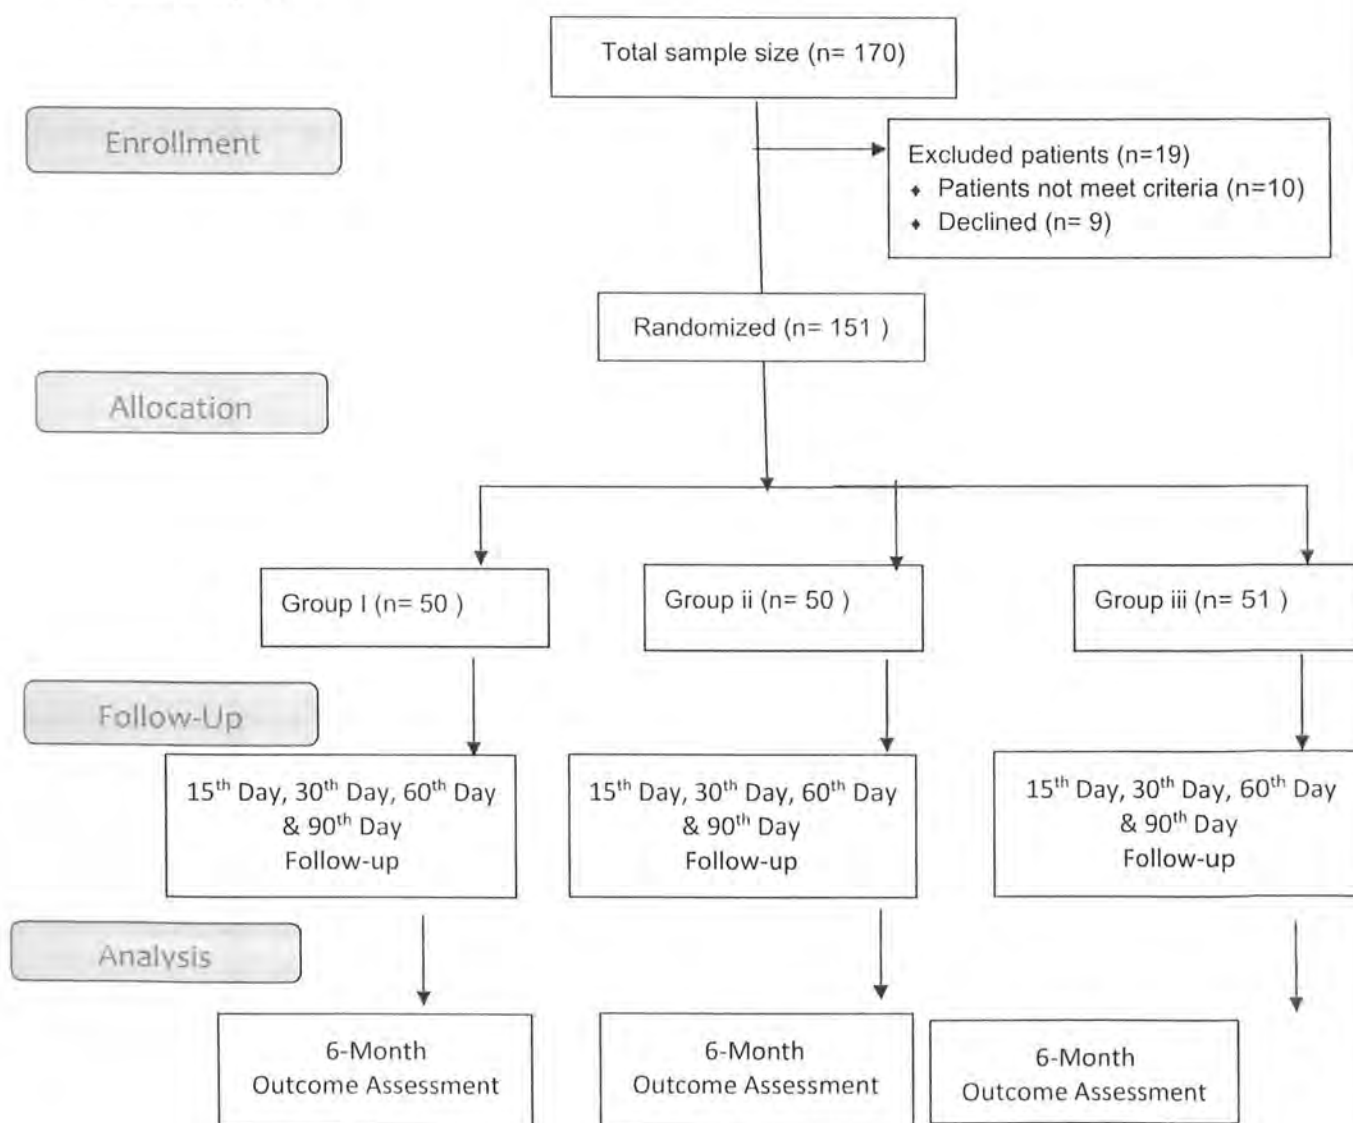 Total sample size (n= 170)
Enrollment
Excluded patients (n=19)
♦ Patients not meet criteria (n=10)
♦ Declined (n= 9)
Randomized (n= 151 )
Allocation
Group I (n= 50 )
Group ii (n= 50 )
Group iii (n= 51 )
Follow-Up
15th Day, 30th Day, 60th Day
& 90th Day
Follow-up
15th Day, 30th Day, 60th Day
& 90th Day
Follow-up
15th Day, 30th Day, 60th Day
& 90th Day
Follow-up
Analysis
6-Month
Outcome Assessment
6-Month
Outcome Assessment
6-Month
Outcome Assessment